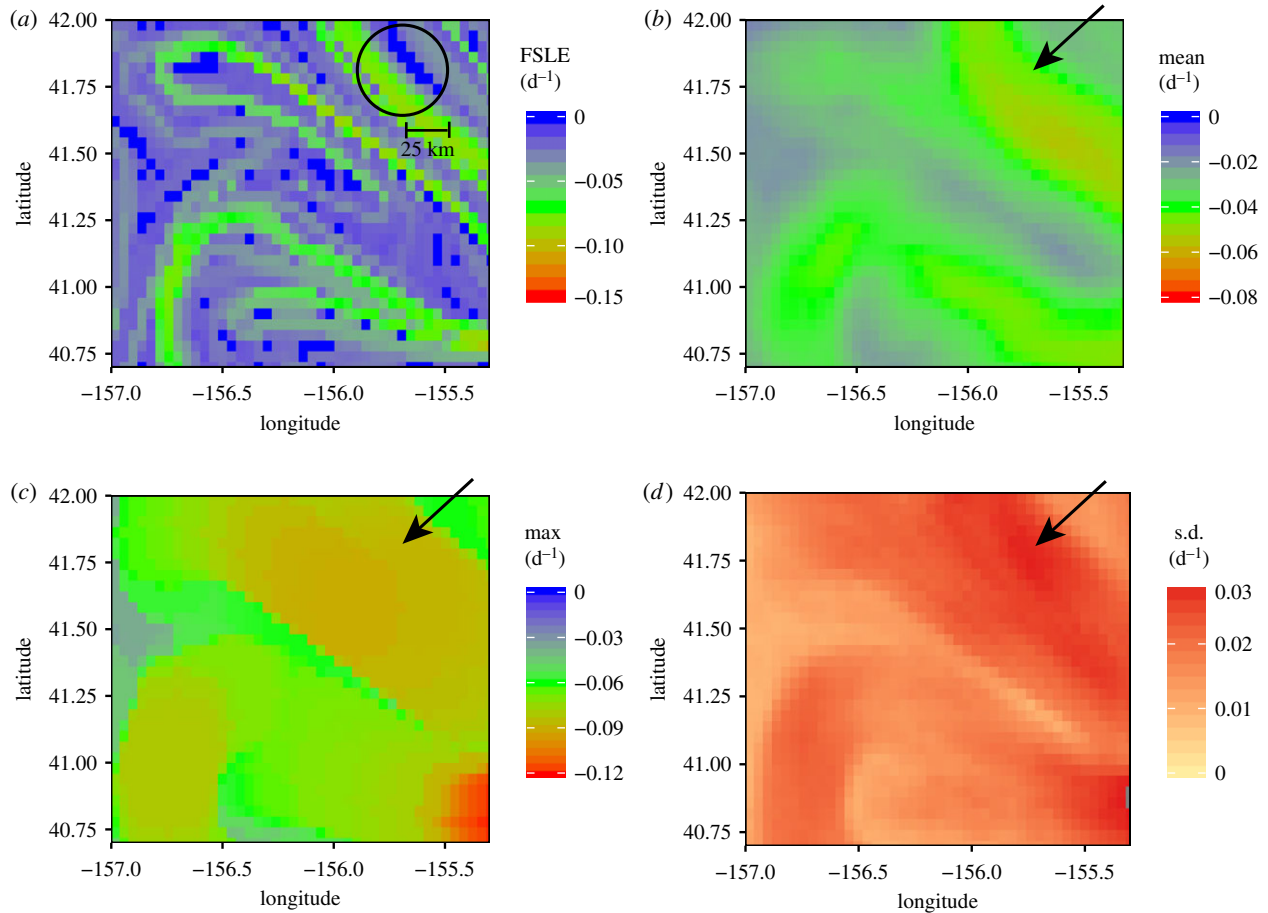 (a)
42.00
41.75
41.50
41.25
41.00
40.75
latitude
−157.0 −156.5 −156.0 −155.5
longitude
25 km
FSLE
(d−1)
0
−0.05
−0.10
−0.15
(b)
42.00
41.75
41.50
41.25
41.00
40.75
latitude
−157.0 −156.5 −156.0 −155.5
longitude
mean
(d−1)
0
−0.02
−0.04
−0.06
−0.08
(c)
42.00
41.75
41.50
41.25
41.00
40.75
latitude
−157.0 −156.5 −156.0 −155.5
longitude
max
(d−1)
0
−0.03
−0.06
−0.09
−0.12
(d)
42.00
41.75
41.50
41.25
41.00
40.75
latitude
−157.0 −156.5 −156.0 −155.5
longitude
s.d.
(d−1)
0.03
0.02
0.01
0